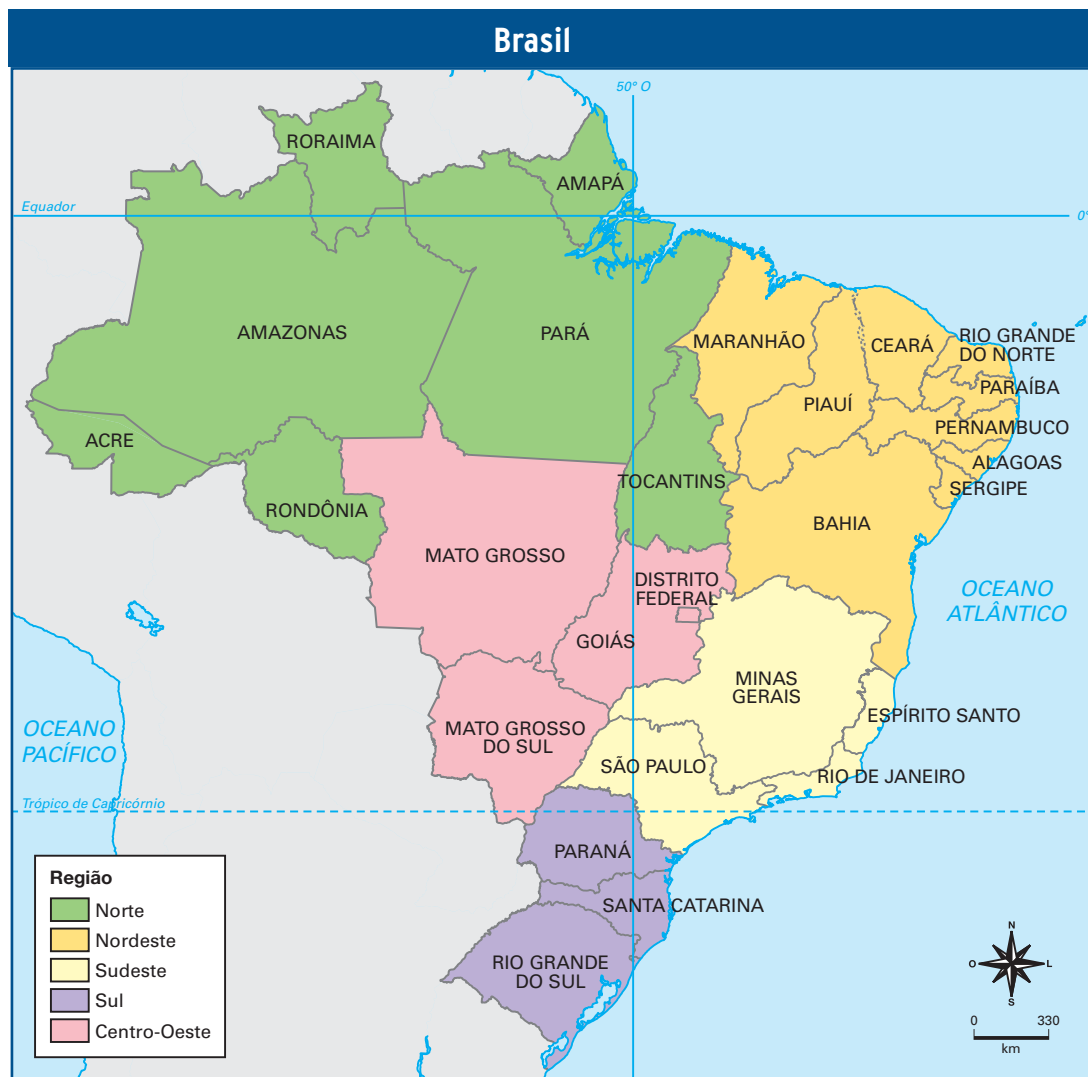 Brasil
50° O
RORAIMA
AMAPÁ
Equador
0°
AMAZONAS
PARÁ
MARANHÃO
CEARÁ
RIO GRANDE
DO NORTE
PARAÍBA
PIAUÍ
PERNAMBUCO
ACRE
ALAGOAS
TOCANTINS
SERGIPE
RONDÔNIA
BAHIA
MATO GROSSO
DISTRITO
FEDERAL
OCEANO
ATLÂNTICO
GOIÁS
MINAS
GERAIS
ESPÍRITO SANTO
OCEANO
PACÍFICO
MATO GROSSO
DO SUL
SÃO PAULO
RIO DE JANEIRO
Trópico de Capricórnio
PARANÁ
SANTA CATARINA
RIO GRANDE
DO SUL
Região
Norte
Nordeste
Sudeste
Sul
Centro-Oeste
N
O
L
S
0 330
km